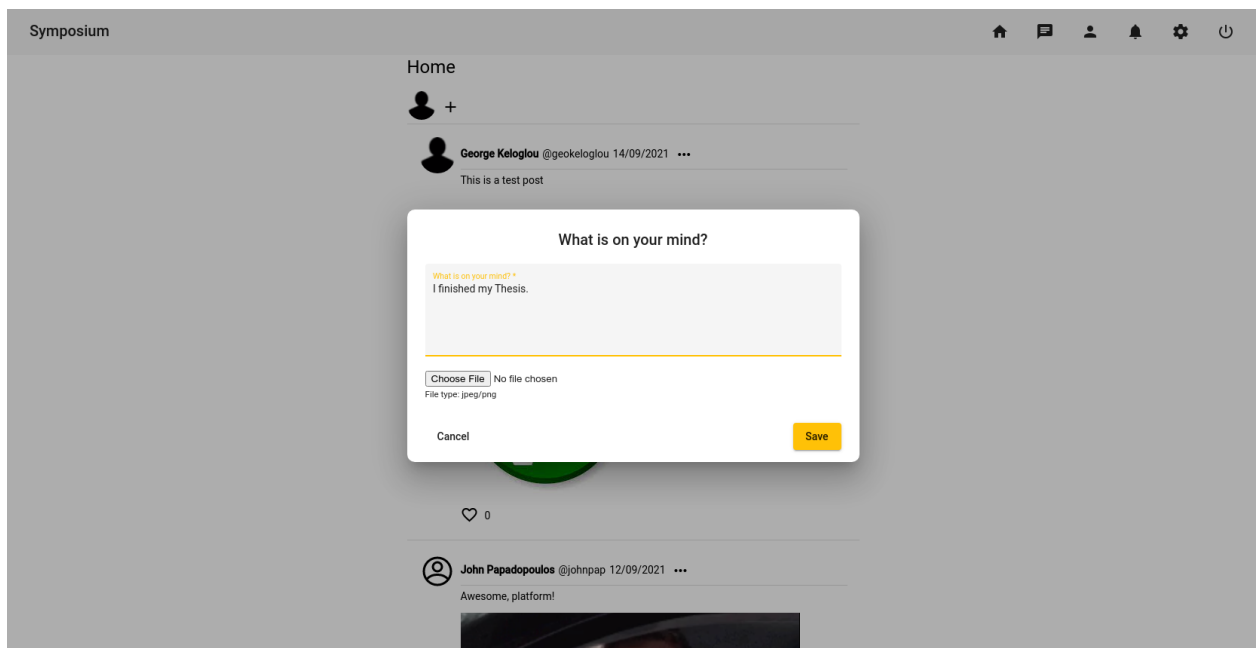 Symposium
Home
+
George Keloglou @geokeloglou 14/09/2021 •••
This is a test post
What is on your mind?
What is on your mind? *
I finished my Thesis.
Choose File No file chosen
File type: jpeg/png
Cancel Save
0
John Papadopoulos @johnpap 12/09/2021 •••
Awesome, platform!